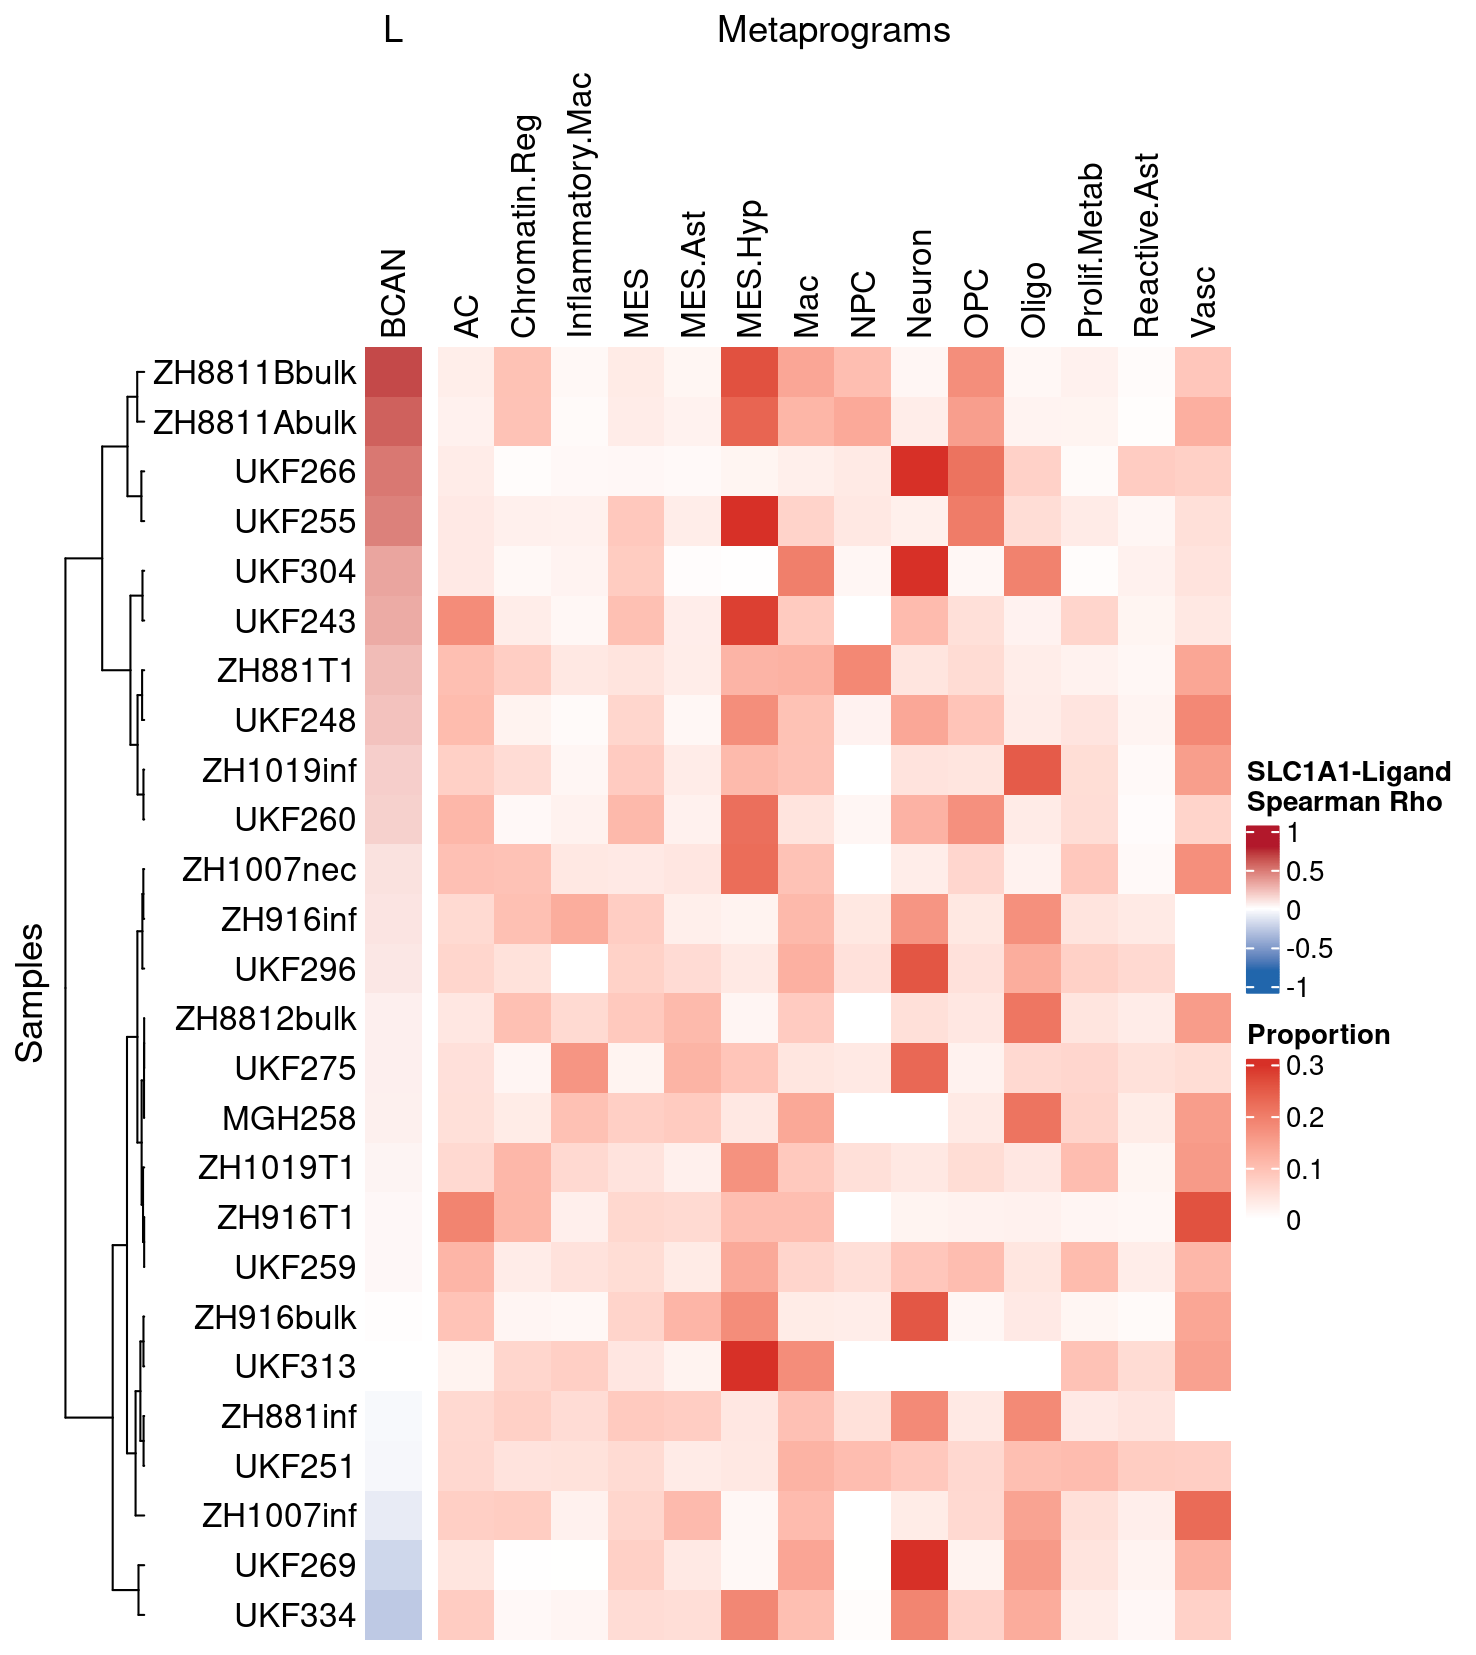 L
Metaprograms
BCAN
AC
Chromatin.Reg
Inflammatory.Mac
MES
MES.Ast
MES.Hyp
Mac
NPC
Neuron
OPC
Oligo
Prolif.Metab
Reactive.Ast
Vasc
Samples
ZH8811Bbulk
ZH8811Abulk
UKF266
UKF255
UKF304
UKF243
ZH881T1
UKF248
ZH1019inf
UKF260
ZH1007nec
ZH916inf
UKF296
ZH8812bulk
UKF275
MGH258
ZH1019T1
ZH916T1
UKF259
ZH916bulk
UKF313
ZH881inf
UKF251
ZH1007inf
UKF269
UKF334
SLC1A1-Ligand
Spearman Rho
1
0.5
0
-0.5
-1
Proportion
0.3
0.2
0.1
0